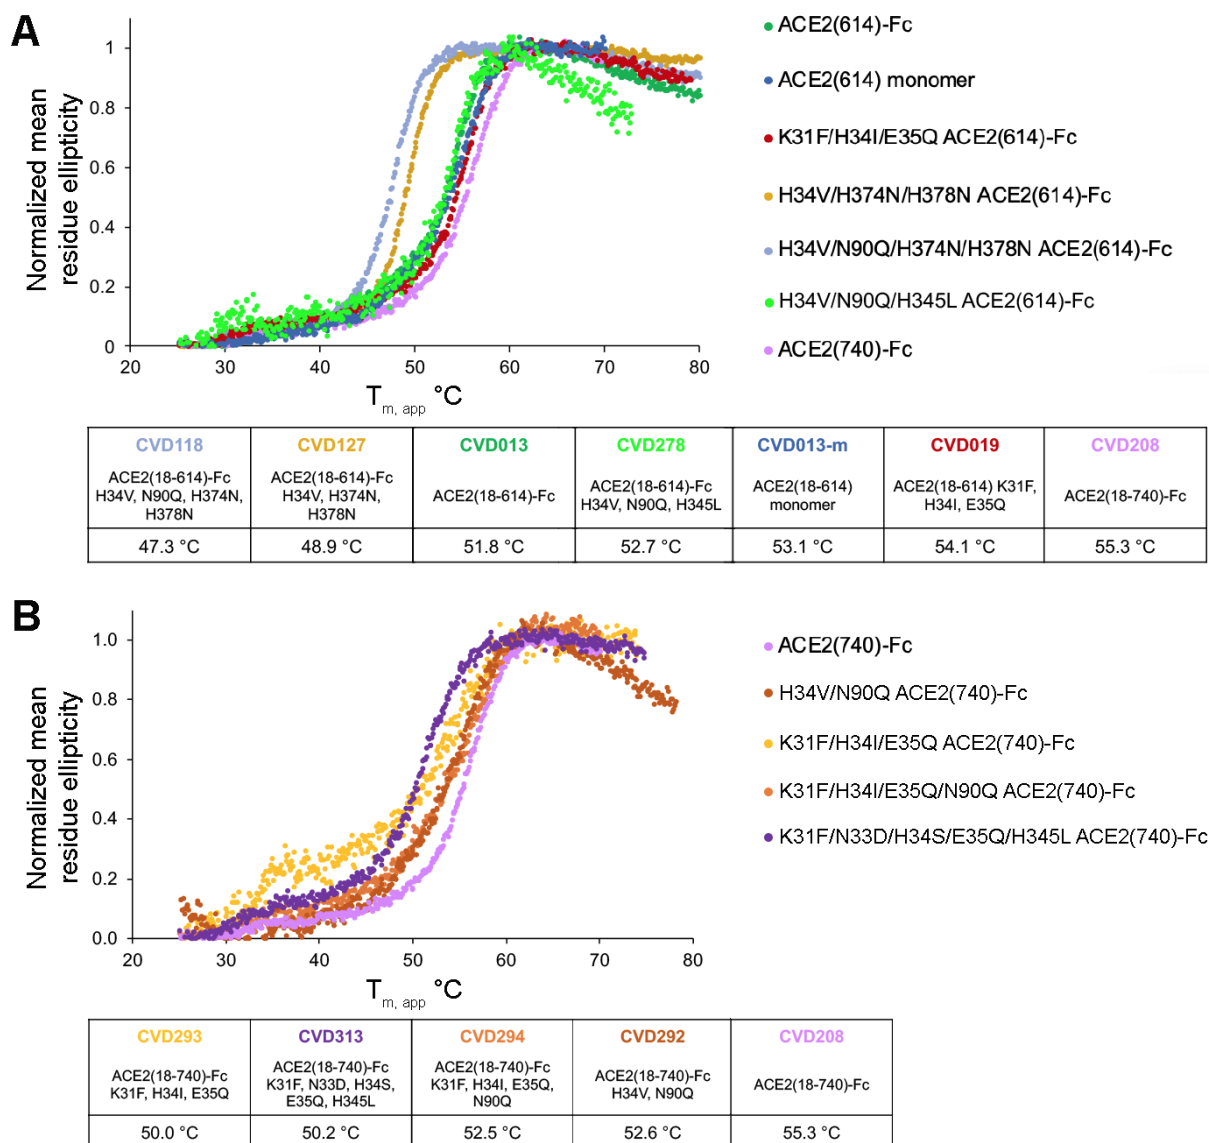 A
Normalized mean
residue ellipticity
1
0.8
0.6
0.4
0.2
0
20 30 40 50 60 70 80
Tm, app °C
ACE2(614)-Fc
ACE2(614) monomer
K31F/H34I/E35Q ACE2(614)-Fc
H34V/H374N/H378N ACE2(614)-Fc
H34V/N90Q/H374N/H378N ACE2(614)-Fc
H34V/N90Q/H345L ACE2(614)-Fc
ACE2(740)-Fc
CVD118 CVD127 CVD013 CVD278 CVD013-m CVD019 CVD208
ACE2(18-614)-Fc
H34V, N90Q, H374N,
H378N
ACE2(18-614)-Fc
H34V, H374N,
H378N
ACE2(18-614)-Fc
ACE2(18-614)-Fc
H34V, N90Q, H345L
ACE2(18-614)
monomer
ACE2(18-614) K31F,
H34I, E35Q
ACE2(18-740)-Fc
47.3 °C 48.9 °C 51.8 °C 52.7 °C 53.1 °C 54.1 °C 55.3 °C
B
Normalized mean
residue ellipticity
1.0
0.8
0.6
0.4
0.2
0.0
20 30 40 50 60 70 80
Tm, app °C
ACE2(740)-Fc
H34V/N90Q ACE2(740)-Fc
K31F/H34I/E35Q ACE2(740)-Fc
K31F/H34I/E35Q/N90Q ACE2(740)-Fc
K31F/N33D/H34S/E35Q/H345L ACE2(740)-Fc
CVD293 CVD313 CVD294 CVD292 CVD208
ACE2(18-740)-Fc
K31F, H34I, E35Q
ACE2(18-740)-Fc
K31F, N33D, H34S,
E35Q, H345L
ACE2(18-740)-Fc
K31F, H34I, E35Q,
N90Q
ACE2(18-740)-Fc
H34V, N90Q
ACE2(18-740)-Fc
50.0 °C 50.2 °C 52.5 °C 52.6 °C 55.3 °C